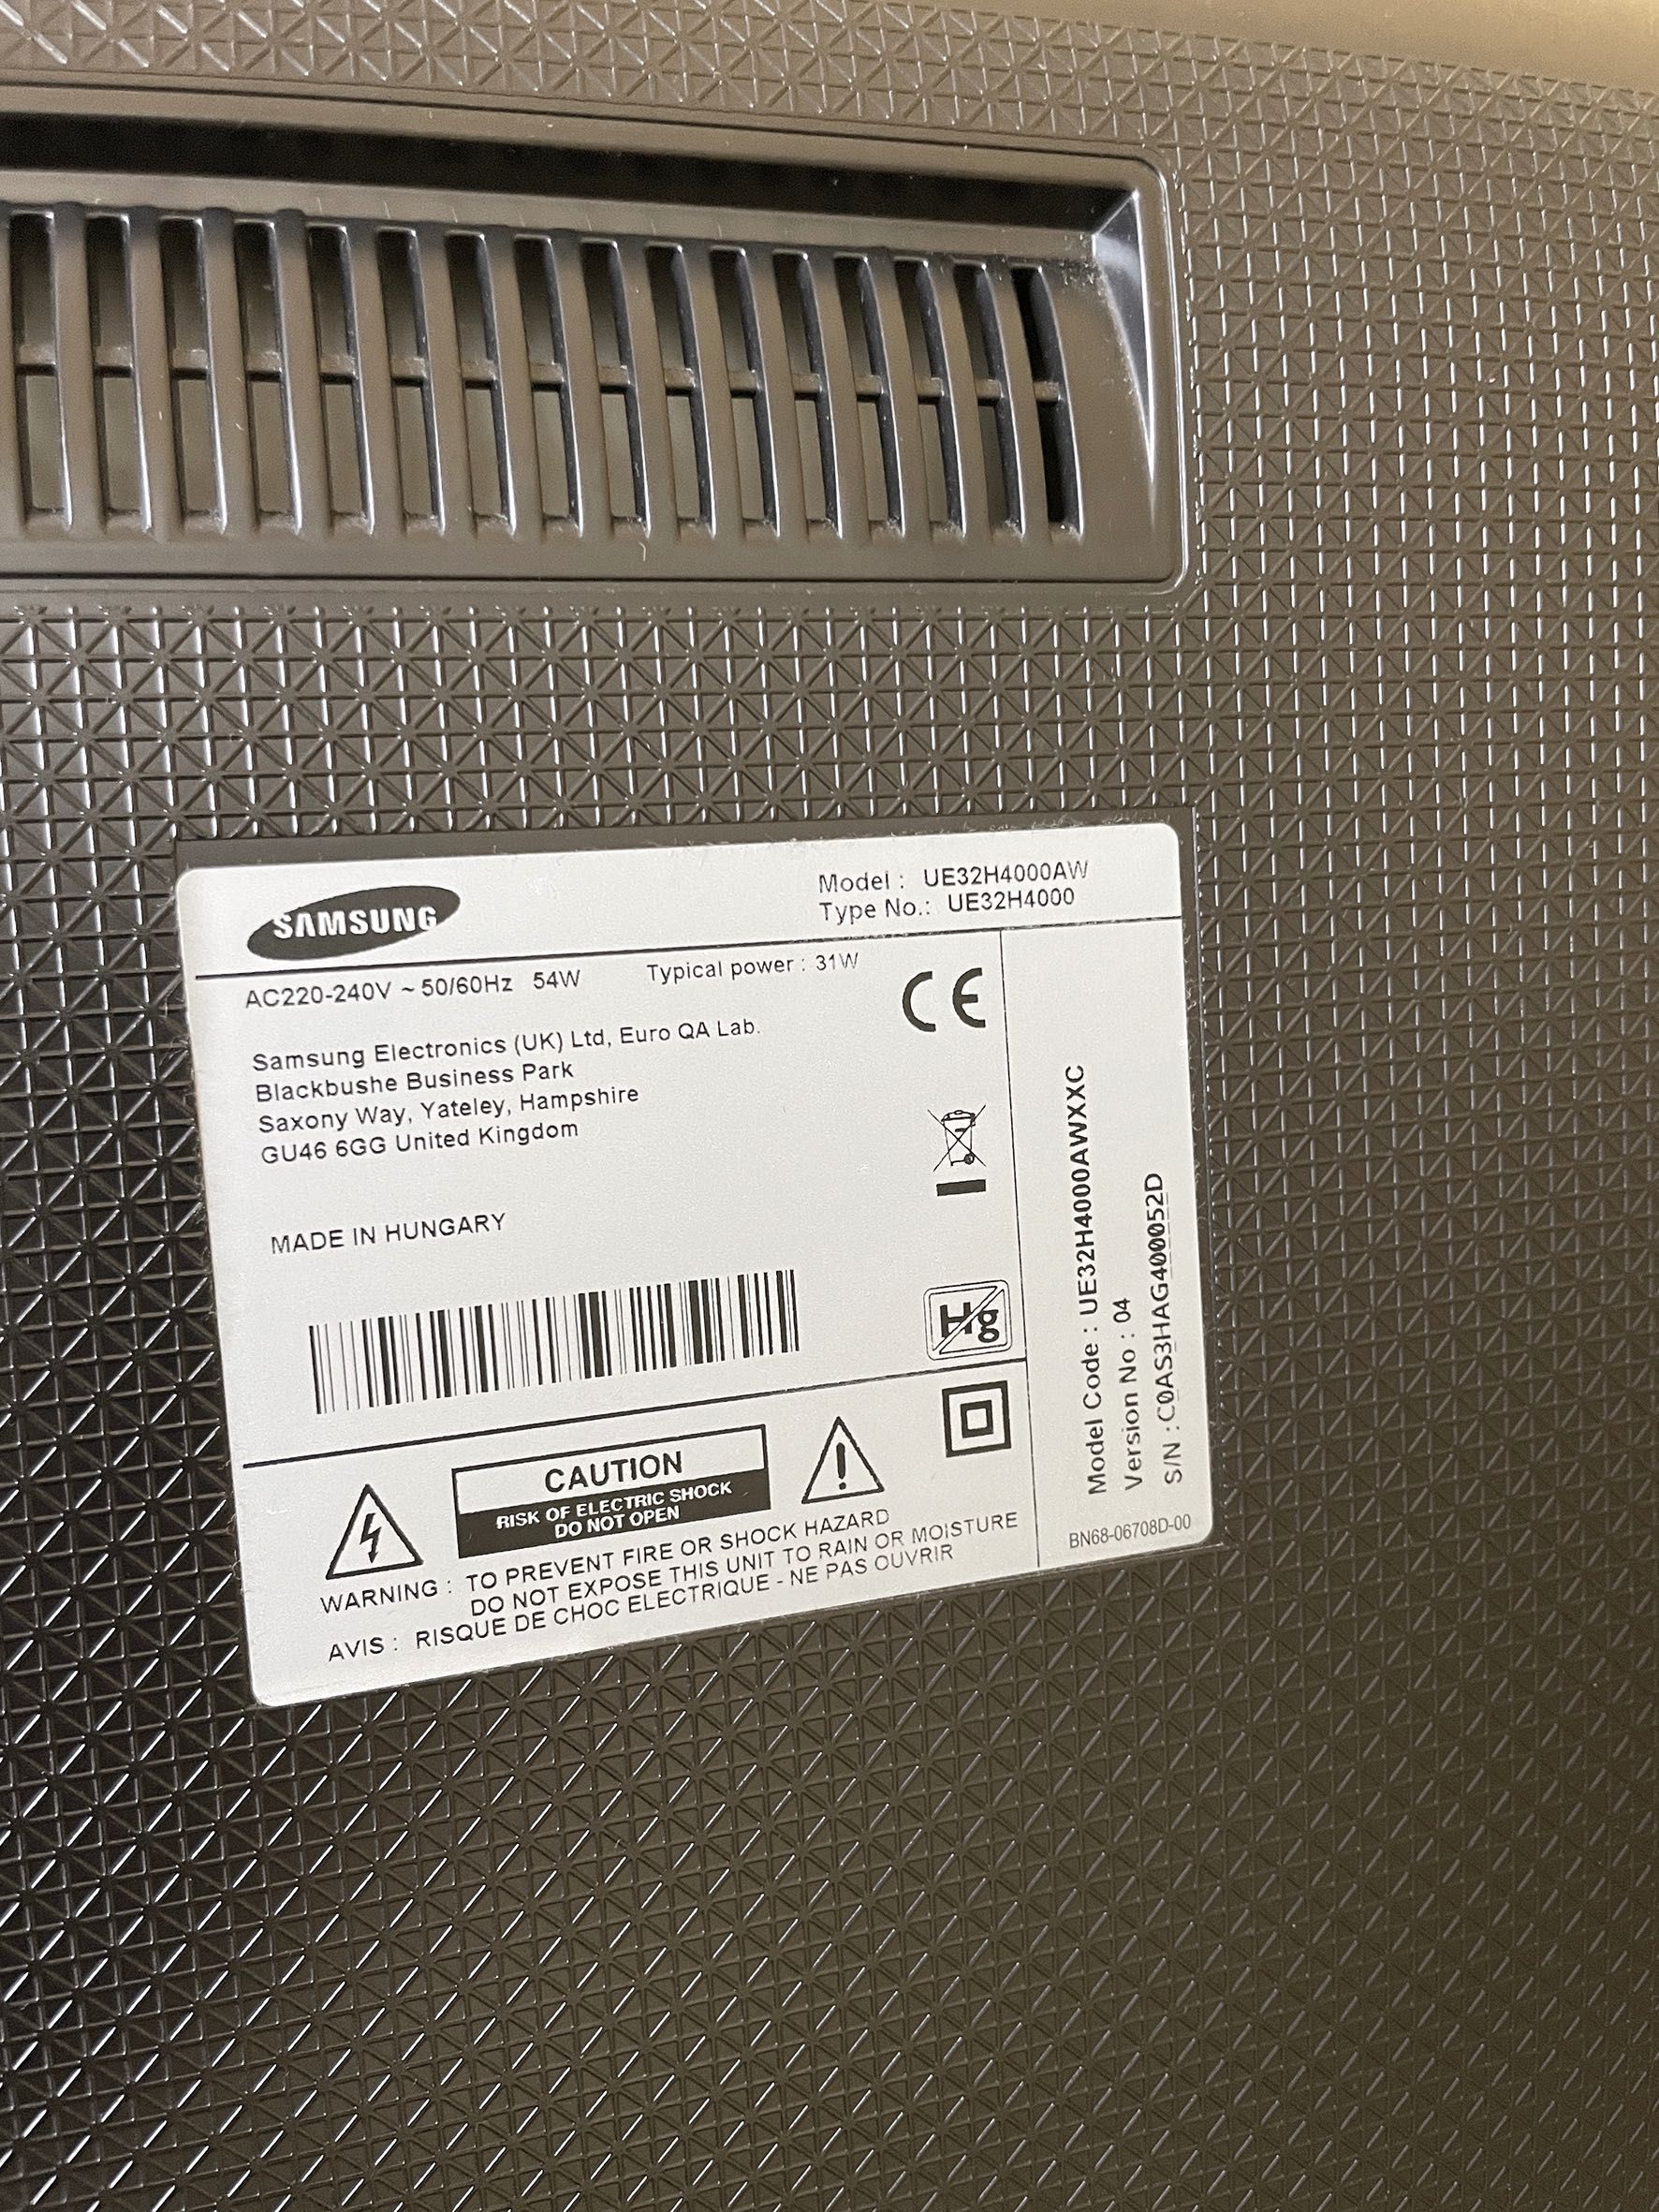 SAMSUNG
Model : UE32H4000AW
Type No.: UE32H4000
AC220-240V ~ 50/60Hz 54W Typical power : 31W
CE
Samsung Electronics (UK) Ltd, Euro QA Lab.
Blackbushe Business Park
Saxony Way, Yateley, Hampshire
GU46 6GG United Kingdom
MADE IN HUNGARY
Hg
CAUTION
RISK OF ELECTRIC SHOCK
DO NOT OPEN
WARNING : TO PREVENT FIRE OR SHOCK HAZARD
DO NOT EXPOSE THIS UNIT TO RAIN OR MOISTURE
AVIS : RISQUE DE CHOC ELECTRIQUE - NE PAS OUVRIR
Model Code : UE32H4000AWXXC
Version No : 04
S/N : C0AS3HAG400052D
BN68-06708D-00